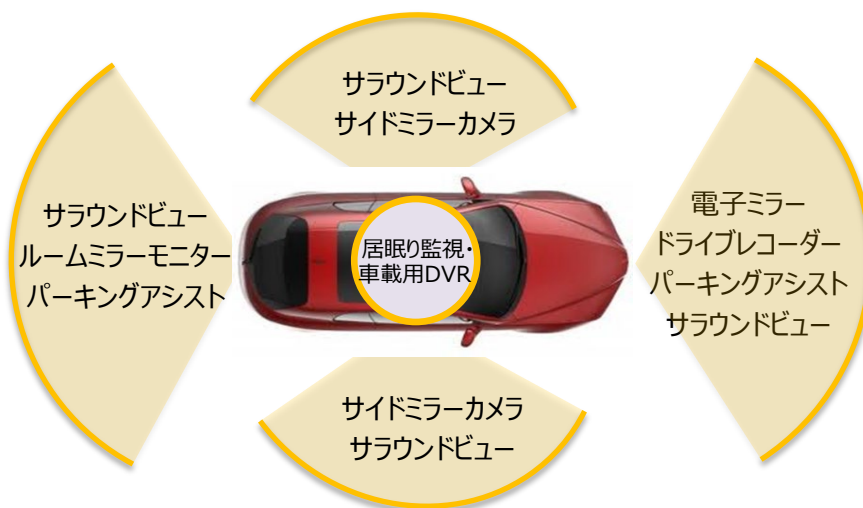 サラウンドビュー
サイドミラーカメラ
サラウンドビュー
ルームミラーモニター
パーキングアシスト
居眠り監視・
車載用DVR
電子ミラー
ドライブレコーダー
パーキングアシスト
サラウンドビュー
サイドミラーカメラ
サラウンドビュー